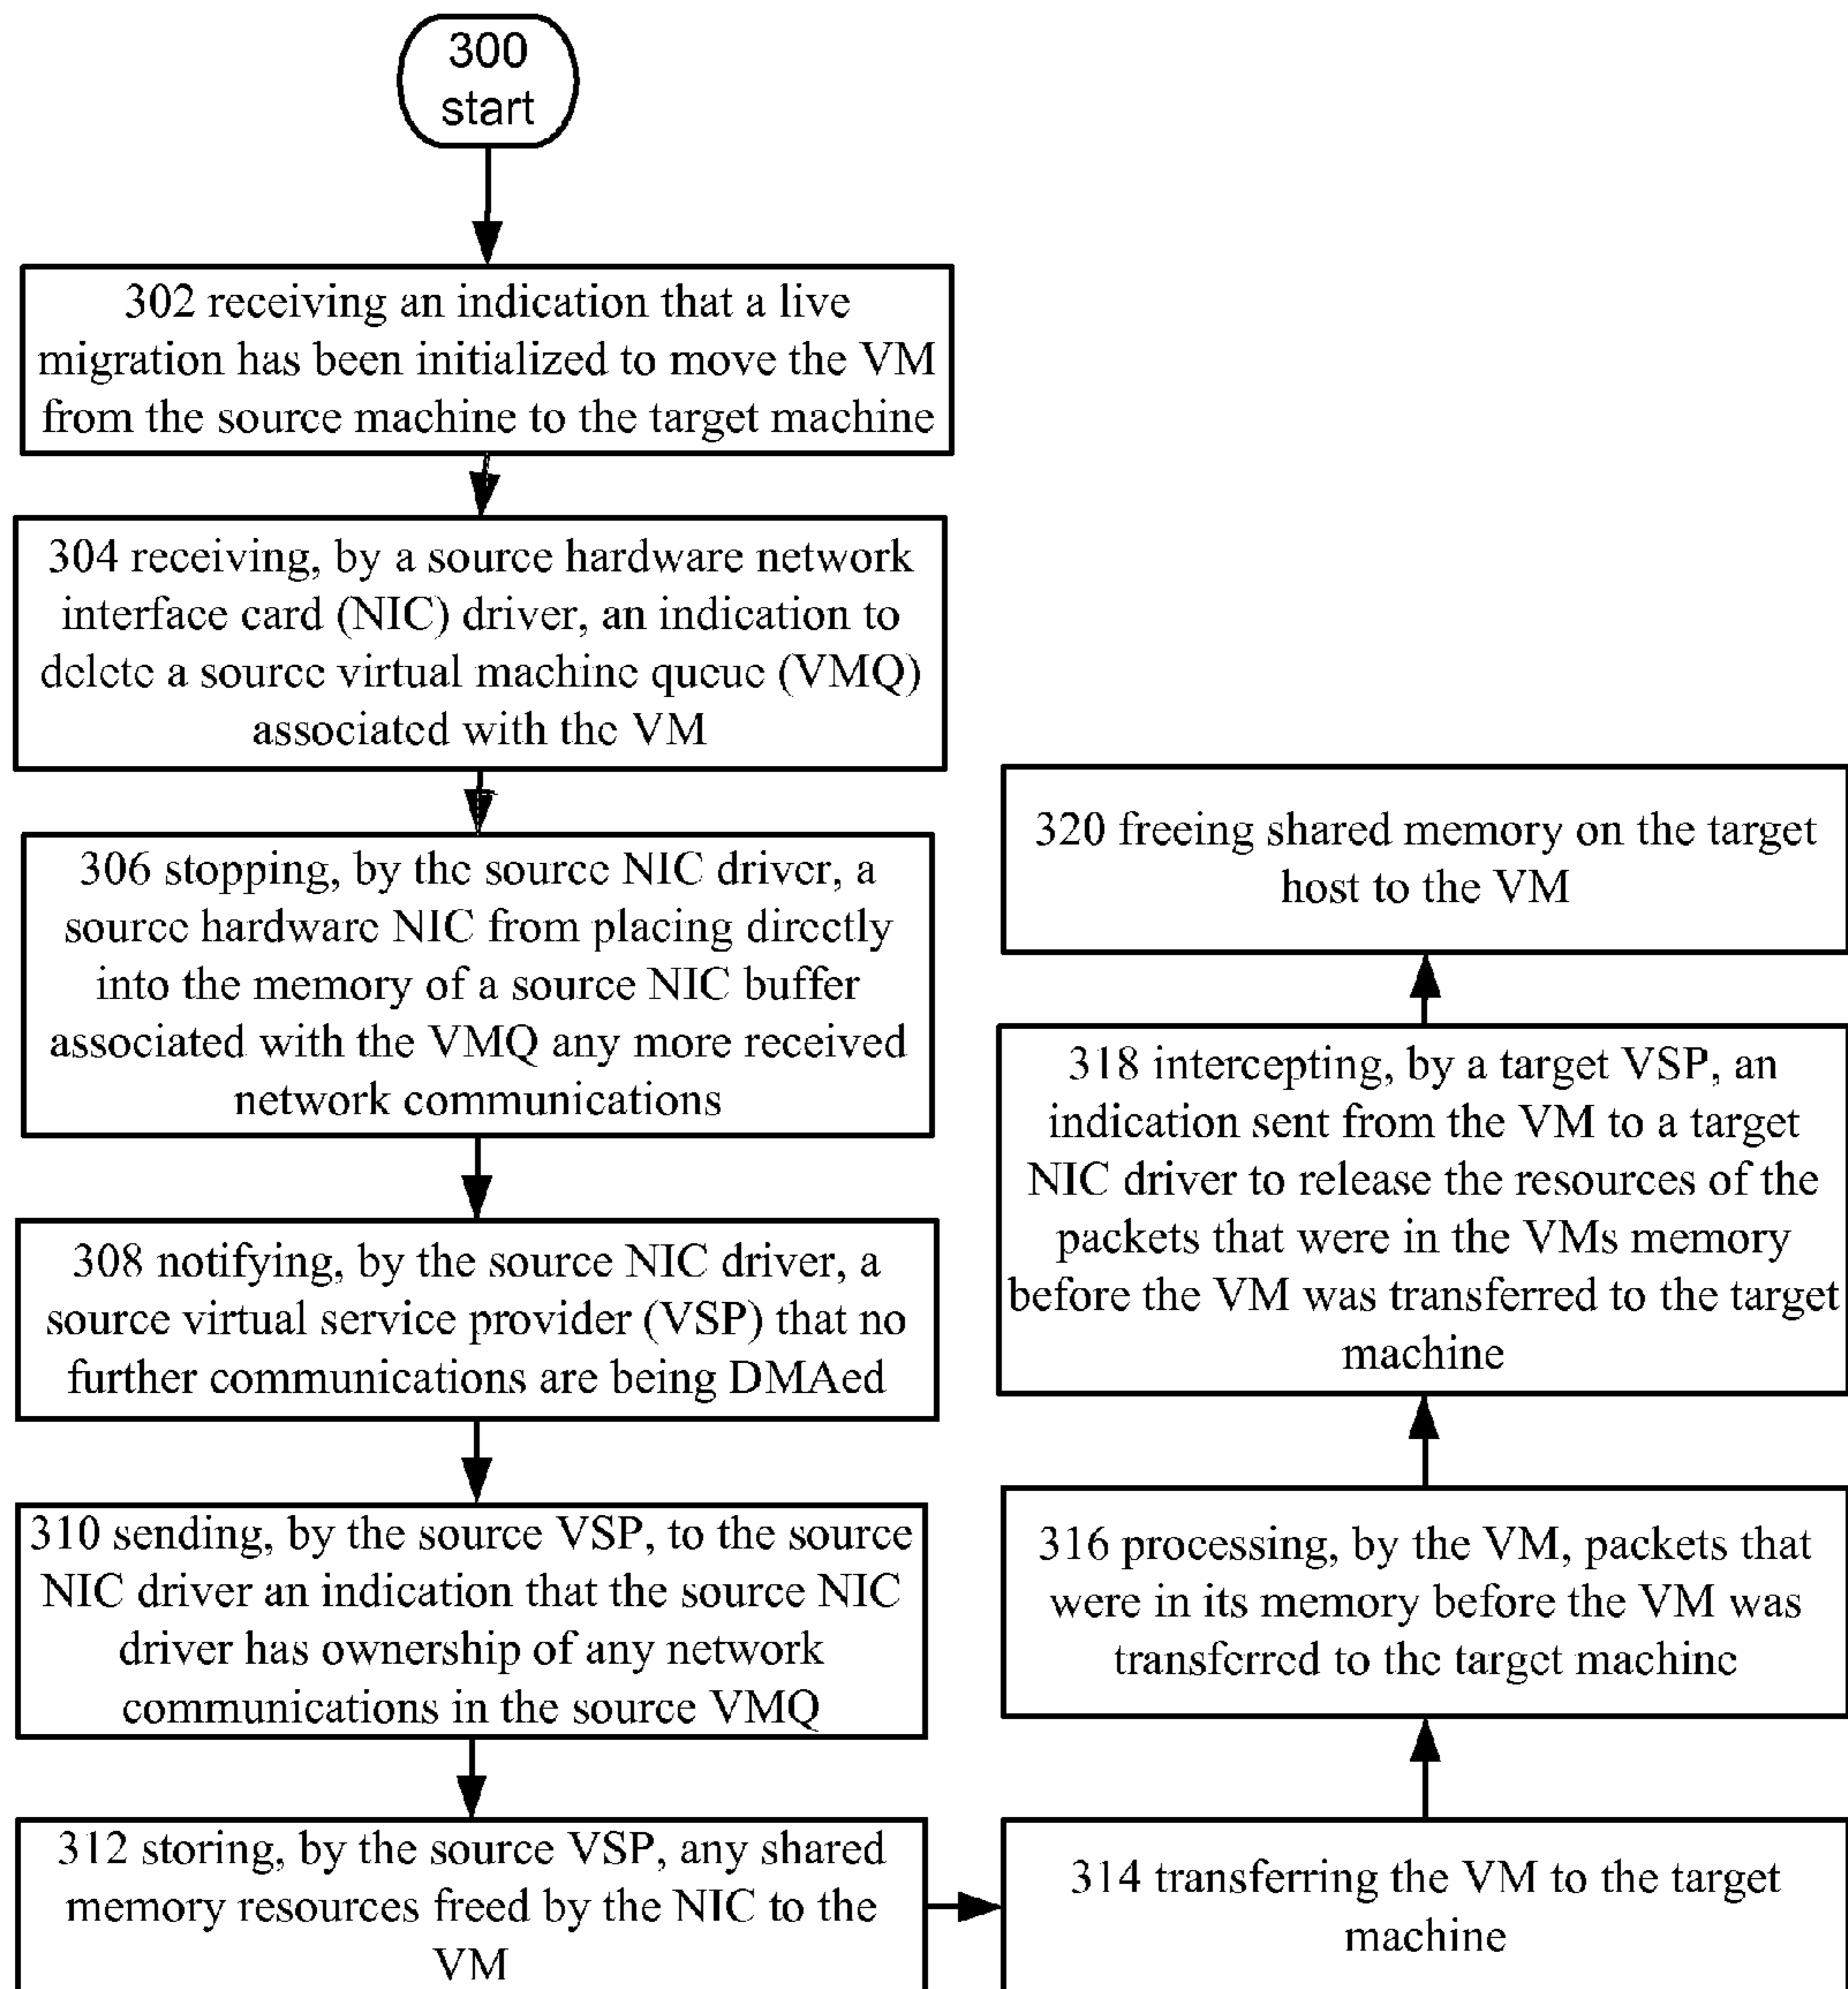 300
start
302 receiving an indication that a live
migration has been initialized to move the VM
from the source machine to the target machine
304 receiving, by a source hardware network
interface card (NIC) driver, an indication to
delete a source virtual machine queue (VMQ)
associated with the VM
306 stopping, by the source NIC driver, a
source hardware NIC from placing directly
into the memory of a source NIC buffer
associated with the VMQ any more received
network communications
308 notifying, by the source NIC driver, a
source virtual service provider (VSP) that no
further communications are being DMAed
310 sending, by the source VSP, to the source
NIC driver an indication that the source NIC
driver has ownership of any network
communications in the source VMQ
312 storing, by the source VSP, any shared
memory resources freed by the NIC to the
VM
314 transferring the VM to the target
machine
316 processing, by the VM, packets that
were in its memory before the VM was
transferred to the target machine
318 intercepting, by a target VSP, an
indication sent from the VM to a target
NIC driver to release the resources of the
packets that were in the VMs memory
before the VM was transferred to the target
machine
320 freeing shared memory on the target
host to the VM